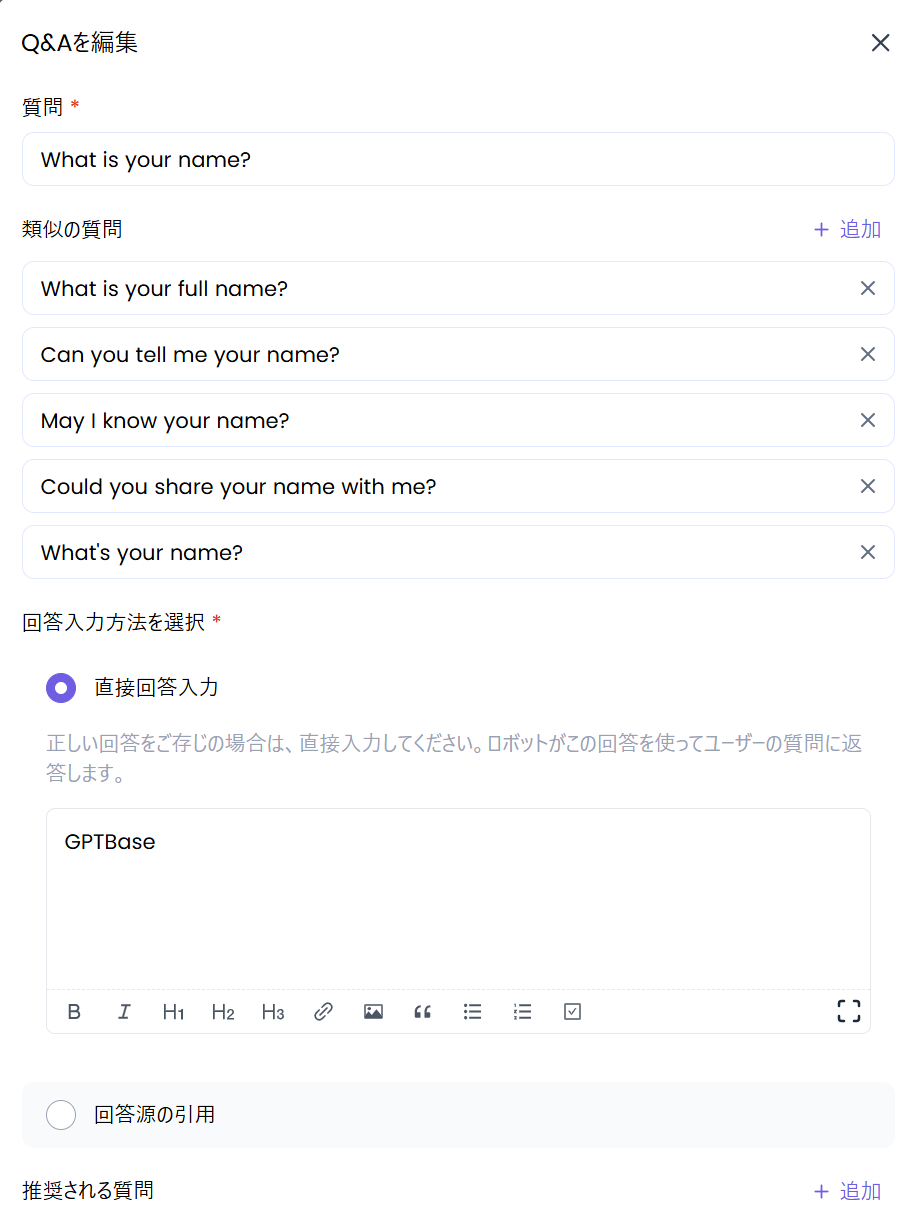 Q&Aを編集
質問 *
What is your name?
類似の質問
+ 追加
What is your full name?
Can you tell me your name?
May I know your name?
Could you share your name with me?
What's your name?
回答入力方法を選択 *
直接回答入力
正しい回答をご存じの場合は、直接入力してください。ロボットがこの回答を使ってユーザーの質問に返
答します。
GPTBase
B I H1 H2 H3
回答源の引用
推奨される質問
+ 追加